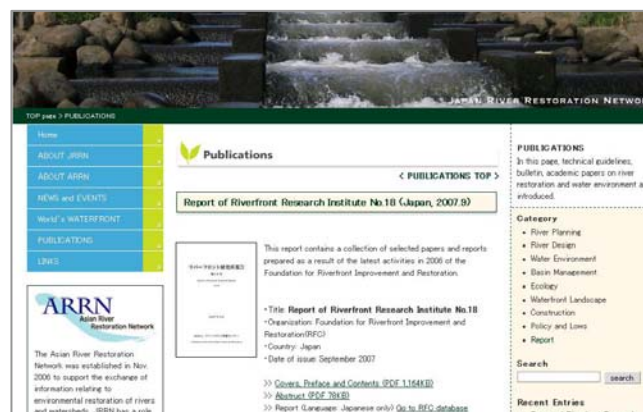 JAPAN RIVER RESTORATION NETWO
TOP page > PUBLICATIONS
Home
ABOUT JRRN
ABOUT ARRN
NEWS and EVENTS
World's WATERFRONT
PUBLICATIONS
LINKS
ARRN
Asian River
Restoration Network
The Asian River Restoration
Network was established in Nov.
2006 to support the exchange of
information relating to
environmental restoration of rivers
and watersheds. JRRN has a role
Publications
< PUBLICATIONS TOP >
Report of Riverfront Research Institute No.18 (Japan, 2007.9)
This report contains a collection of selected papers and reports
prepared as a result of the latest activities in 2006 of the
Foundation for Riverfront Improvement and Restoration.
・Title: Report of Riverfront Research Institute No.18
・Organization: Foundation for Riverfront Improvement and
Restoration(RFC)
・Country: Japan
・Date of issue: September 2007
>> Covers, Preface and Contents (PDF 1,164KB)
>> Abstract (PDF 78KB)
>> Report (Language: Japanese only) Go to RFC database
PUBLICATIONS
In this page, technical guidelines,
bulletin, academic papers on river
restoration and water environment a
introduced.
Category
• River Planning
• River Design
• Water Environment
• Basin Management
• Ecology
• Waterfront Landscape
• Construction
• Policy and Lows
• Report
Search
search
Recent Entries